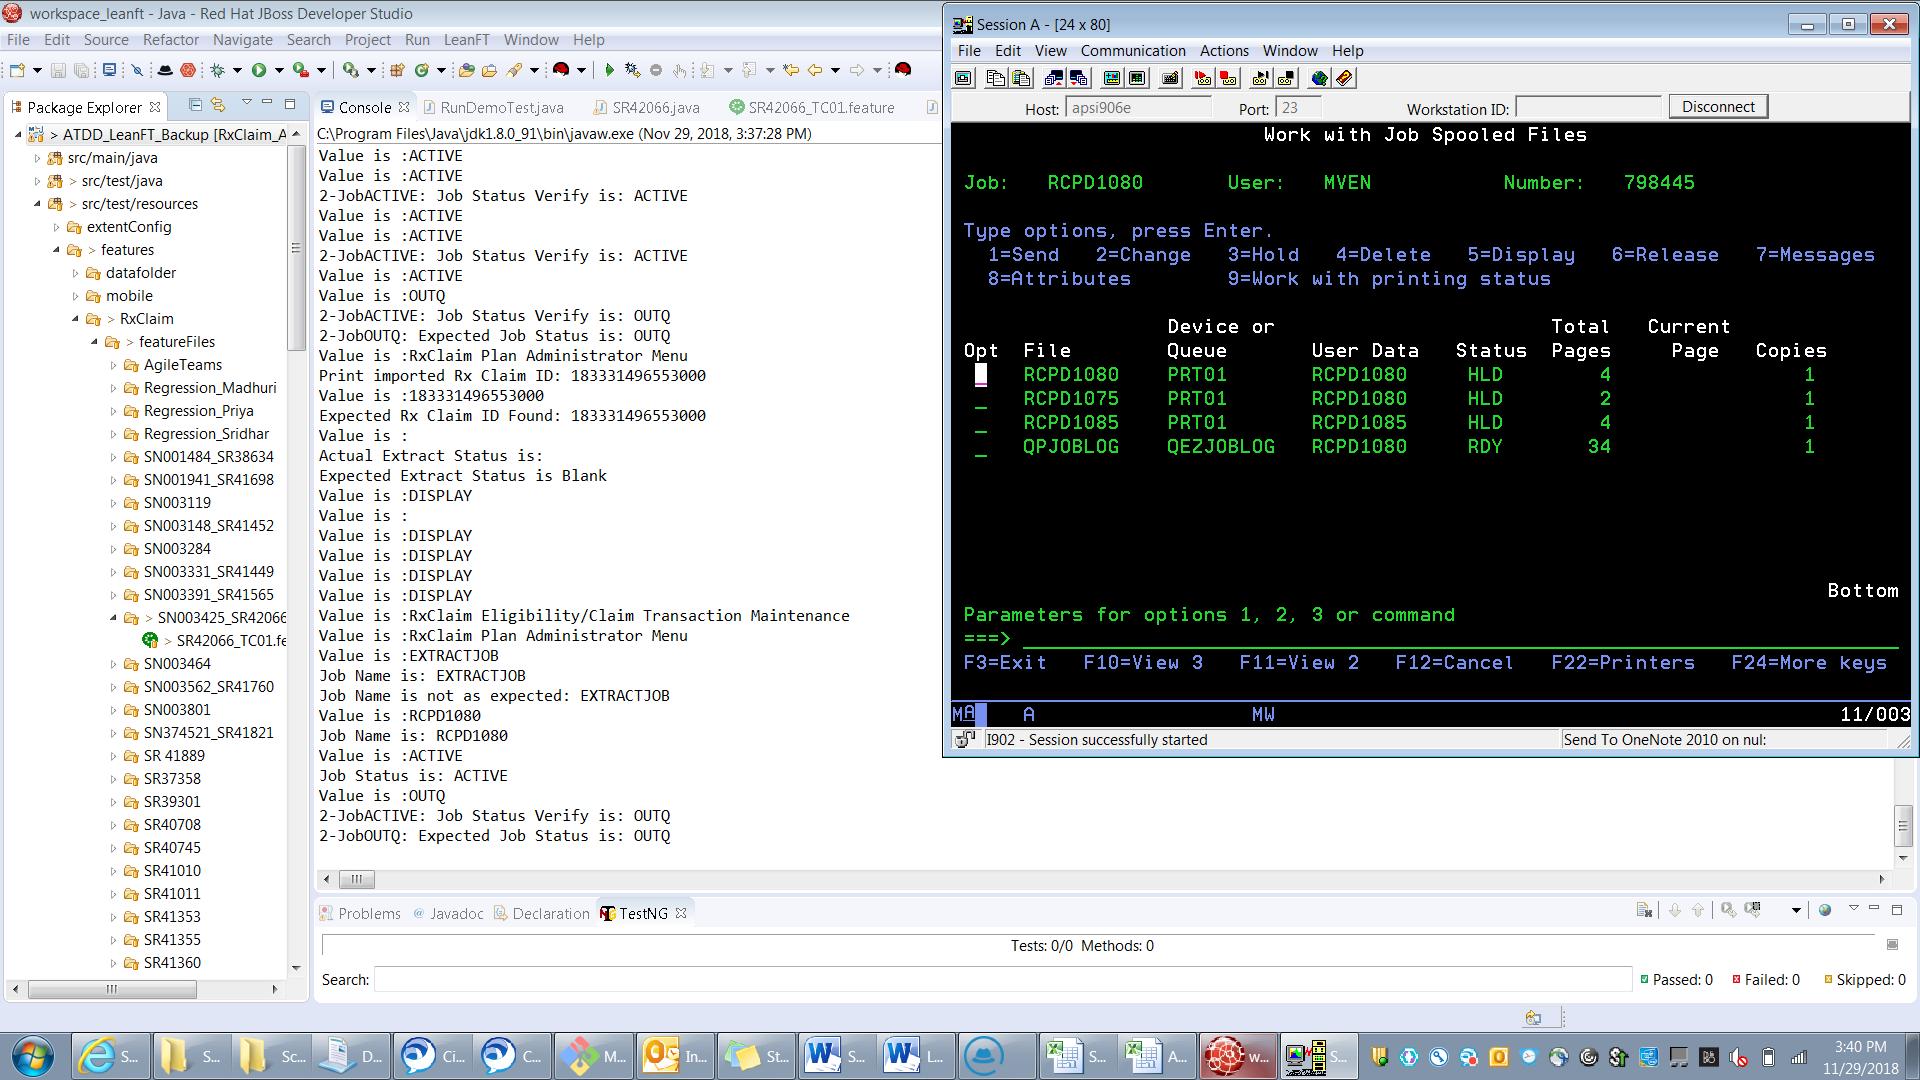 workspace_leanft - Java - Red Hat JBoss Developer Studio
File Edit Source Refactor Navigate Search Project Run LeanFT Window Help
Package Explorer
> ATDD_LeanFT_Backup [RxClaim_A
src/main/java
> src/test/java
> src/test/resources
extentConfig
> features
datafolder
mobile
> RxClaim
> featureFiles
AgileTeams
Regression_Madhuri
Regression_Priya
Regression_Sridhar
SN001484_SR38634
SN001941_SR41698
SN003119
SN003148_SR41452
SN003284
SN003331_SR41449
SN003391_SR41565
> SN003425_SR42066
> SR42066_TC01.fe
SN003464
SN003562_SR41760
SN003801
SN374521_SR41821
SR 41889
SR37358
SR39301
SR40708
SR40745
SR41010
SR41011
SR41353
SR41355
SR41360
Console RunDemoTest.java SR42066.java SR42066_TC01.feature
C:\Program Files\Java\jdk1.8.0_91\bin\javaw.exe (Nov 29, 2018, 3:37:28 PM)
Value is :ACTIVE
Value is :ACTIVE
2-JobACTIVE: Job Status Verify is: ACTIVE
Value is :ACTIVE
Value is :ACTIVE
2-JobACTIVE: Job Status Verify is: ACTIVE
Value is :ACTIVE
Value is :OUTQ
2-JobACTIVE: Job Status Verify is: OUTQ
2-JobOUTQ: Expected Job Status is: OUTQ
Value is :RxClaim Plan Administrator Menu
Print imported Rx Claim ID: 183331496553000
Value is :183331496553000
Expected Rx Claim ID Found: 183331496553000
Value is :
Actual Extract Status is:
Expected Extract Status is Blank
Value is :DISPLAY
Value is :
Value is :DISPLAY
Value is :DISPLAY
Value is :DISPLAY
Value is :DISPLAY
Value is :RxClaim Eligibility/Claim Transaction Maintenance
Value is :RxClaim Plan Administrator Menu
Value is :EXTRACTJOB
Job Name is: EXTRACTJOB
Job Name is not as expected: EXTRACTJOB
Value is :RCPD1080
Job Name is: RCPD1080
Value is :ACTIVE
Job Status is: ACTIVE
Value is :OUTQ
2-JobACTIVE: Job Status Verify is: OUTQ
2-JobOUTQ: Expected Job Status is: OUTQ
Problems @ Javadoc Declaration TestNG
Tests: 0/0 Methods: 0
Search: Passed: 0 Failed: 0 Skipped: 0
Session A - [24 x 80]
File Edit View Communication Actions Window Help
Host: apsi906e Port: 23 Workstation ID: Disconnect
Work with Job Spooled Files
Job: RCPD1080 User: MVEN Number: 798445
Type options, press Enter.
1=Send 2=Change 3=Hold 4=Delete 5=Display 6=Release 7=Messages
8=Attributes 9=Work with printing status
Device or Total Current
Opt File Queue User Data Status Pages Page Copies
RCPD1080 PRT01 RCPD1080 HLD 4 1
_ RCPD1075 PRT01 RCPD1080 HLD 2 1
_ RCPD1085 PRT01 RCPD1085 HLD 4 1
_ QPJOBLOG QEZJOBLOG RCPD1080 RDY 34 1
Bottom
Parameters for options 1, 2, 3 or command
===>
F3=Exit F10=View 3 F11=View 2 F12=Cancel F22=Printers F24=More keys
MA A MW 11/003
I902 - Session successfully started Send To OneNote 2010 on nul:
S... S... Sc... D... Ci... C... M... In... St... S... L... S... A... w... S...
3:40 PM
11/29/2018